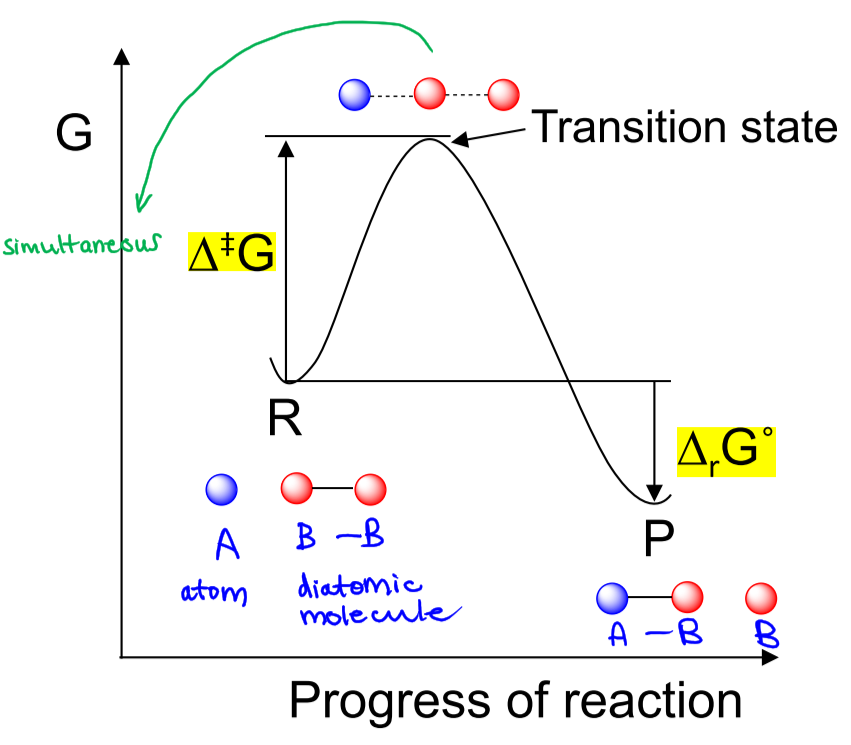 G
Transition state
simultanesus
Δ‡G
R
ΔrG°
P
A
B – B
atom
diatomic
molecule
A – B
B
Progress of reaction